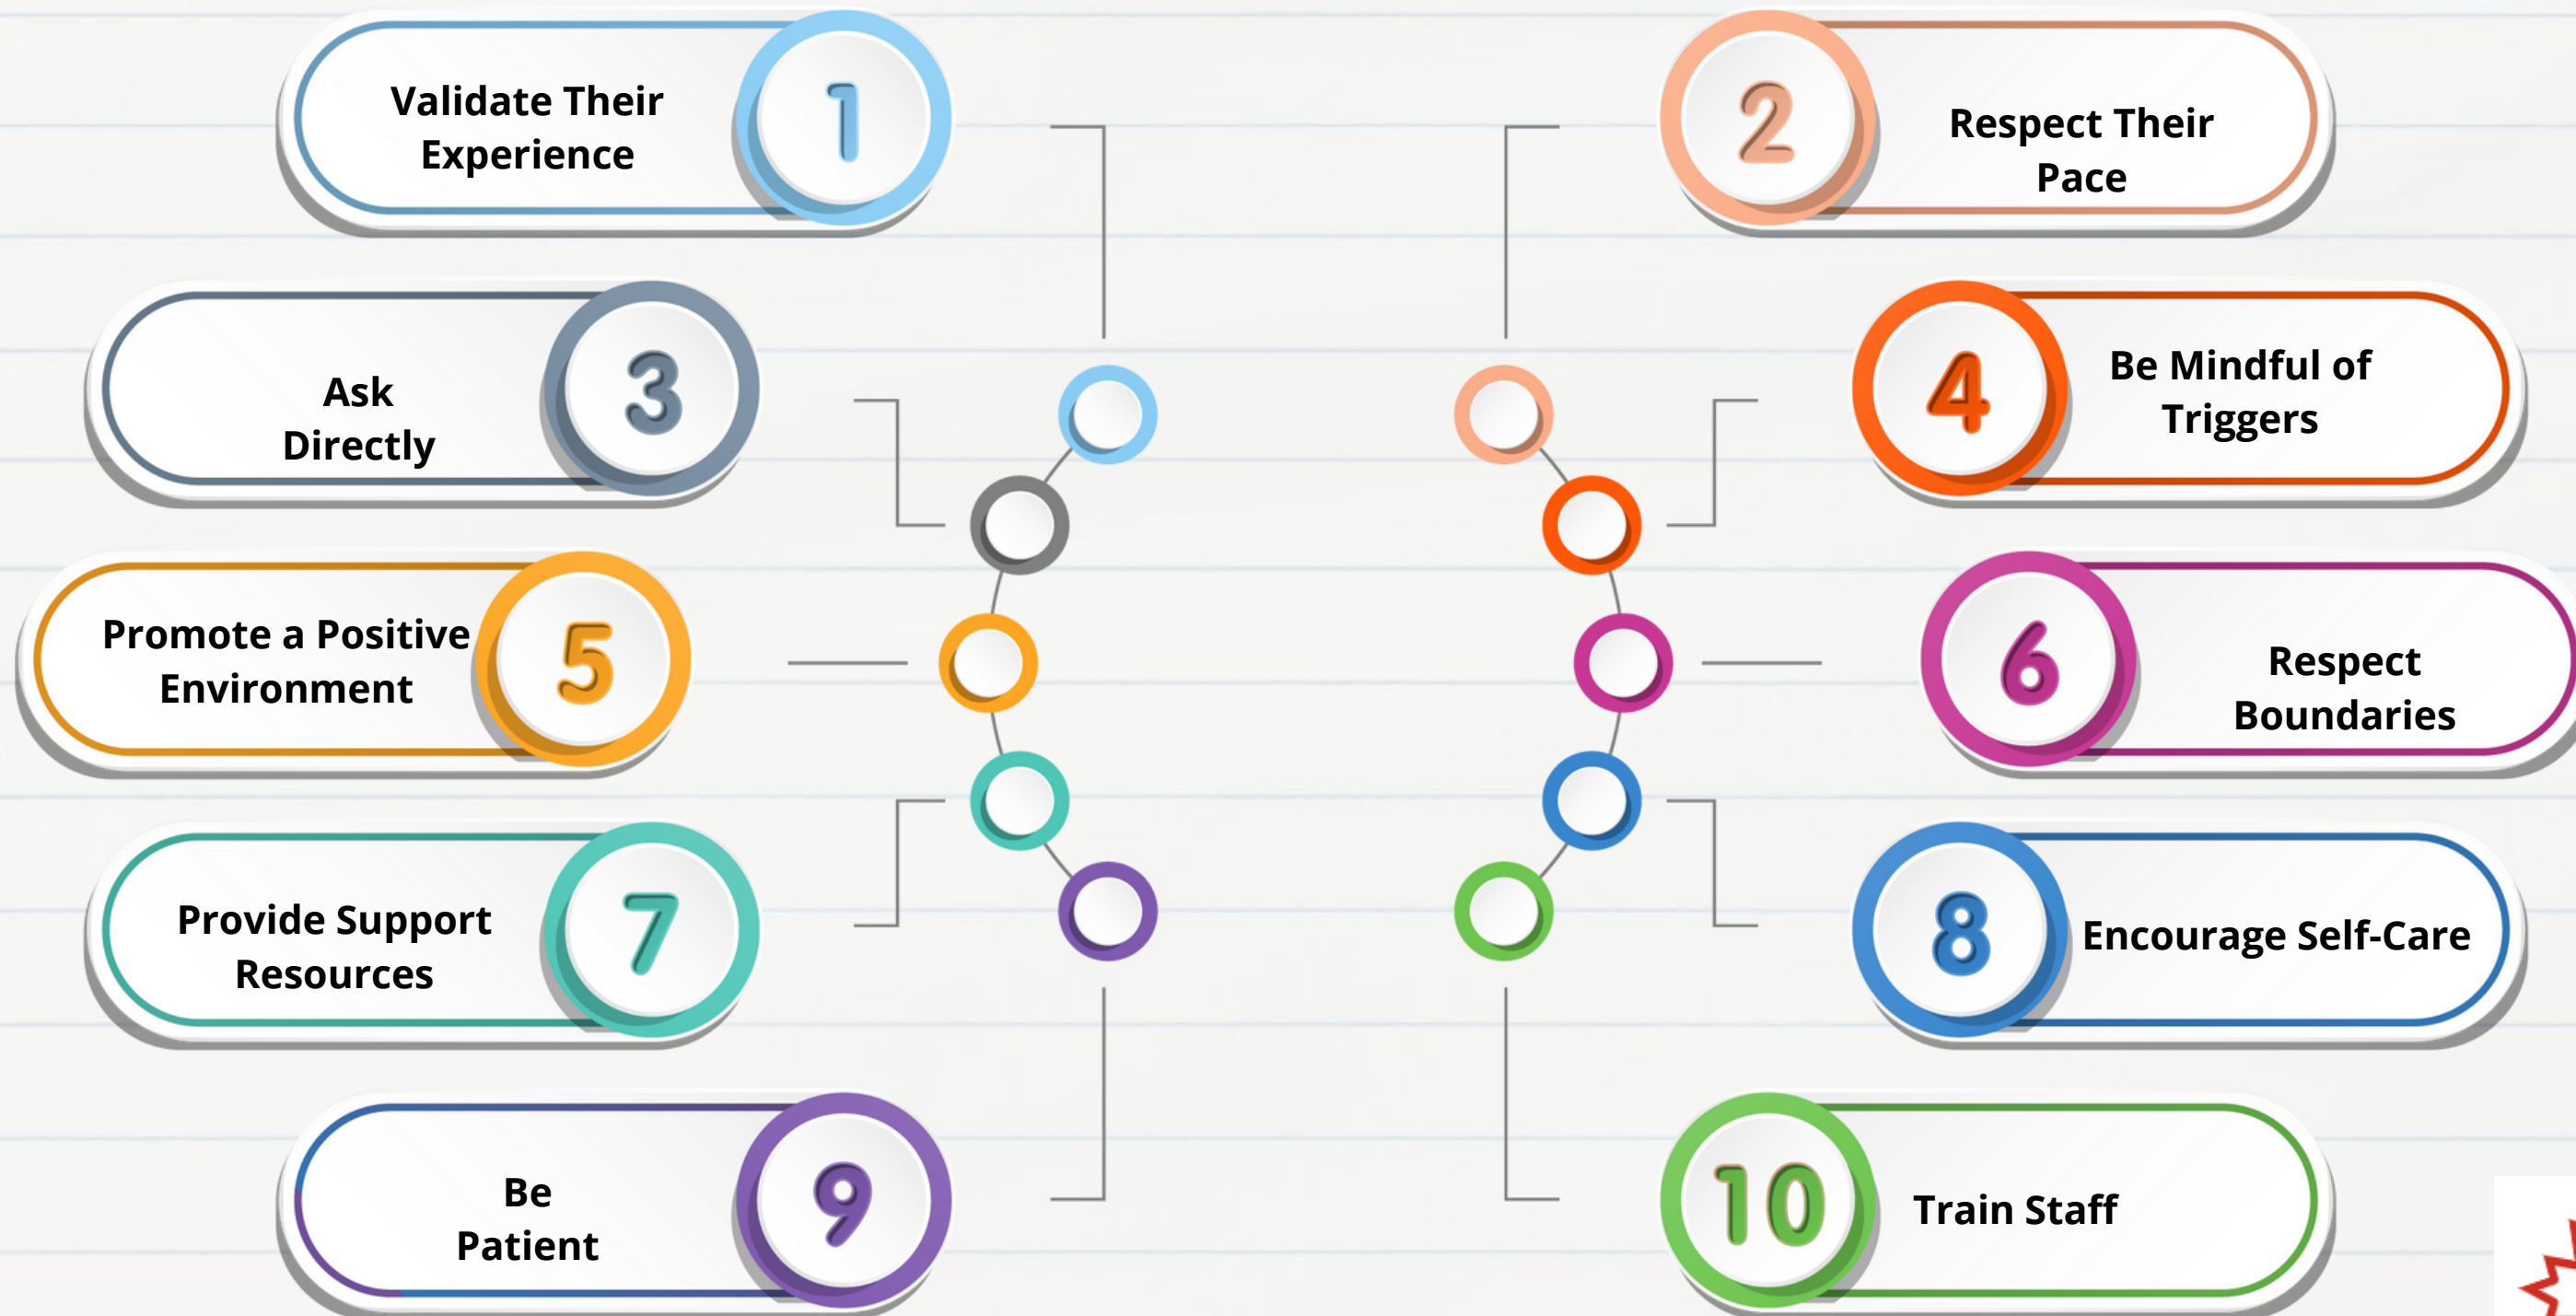 Validate Their
Experience
1
2
Respect Their
Pace
Ask
Directly
3
4
Be Mindful of
Triggers
Promote a Positive
Environment
5
6
Respect
Boundaries
Provide Support
Resources
7
8
Encourage Self-Care
Be
Patient
9
10
Train Staff